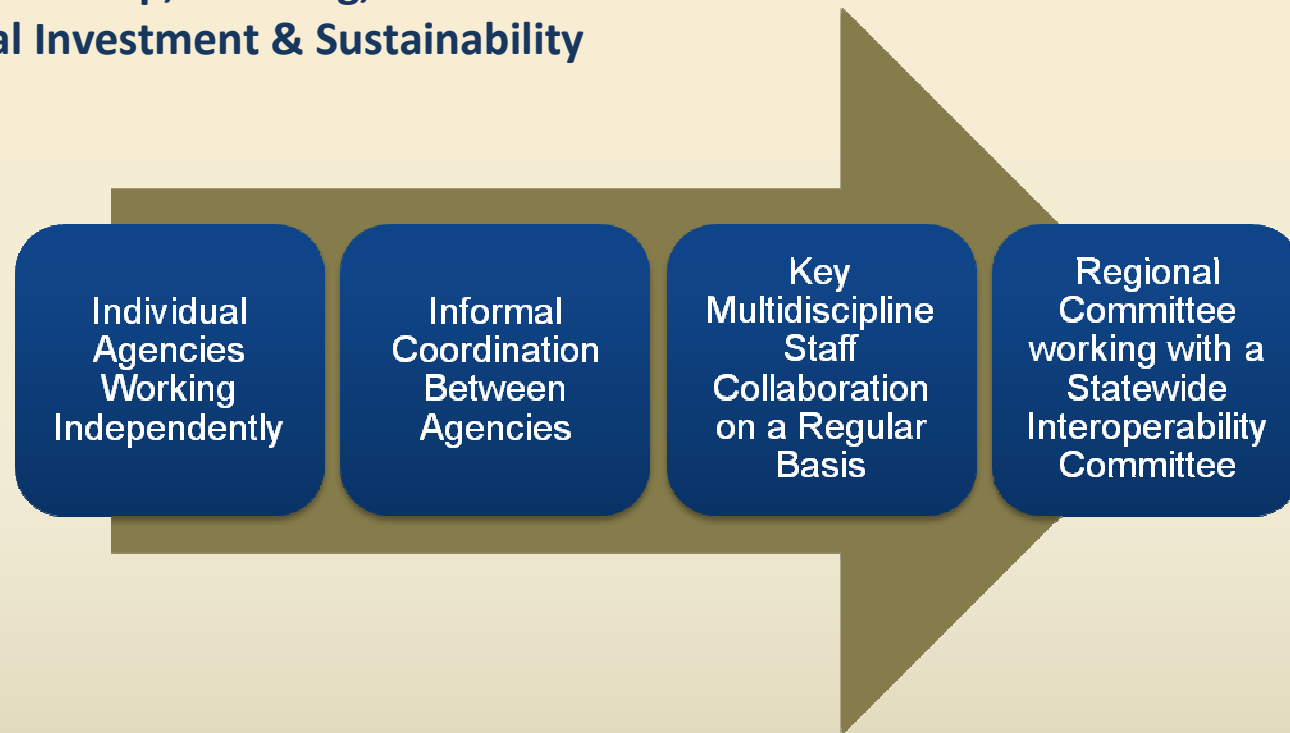 al Investment & Sustainability
Individual
Agencies
Working
Independently
Informal
Coordination
Between
Agencies
Key
Multidiscipline
Staff
Collaboration
on a Regular
Basis
Regional
Committee
working with a
Statewide
Interoperability
Committee